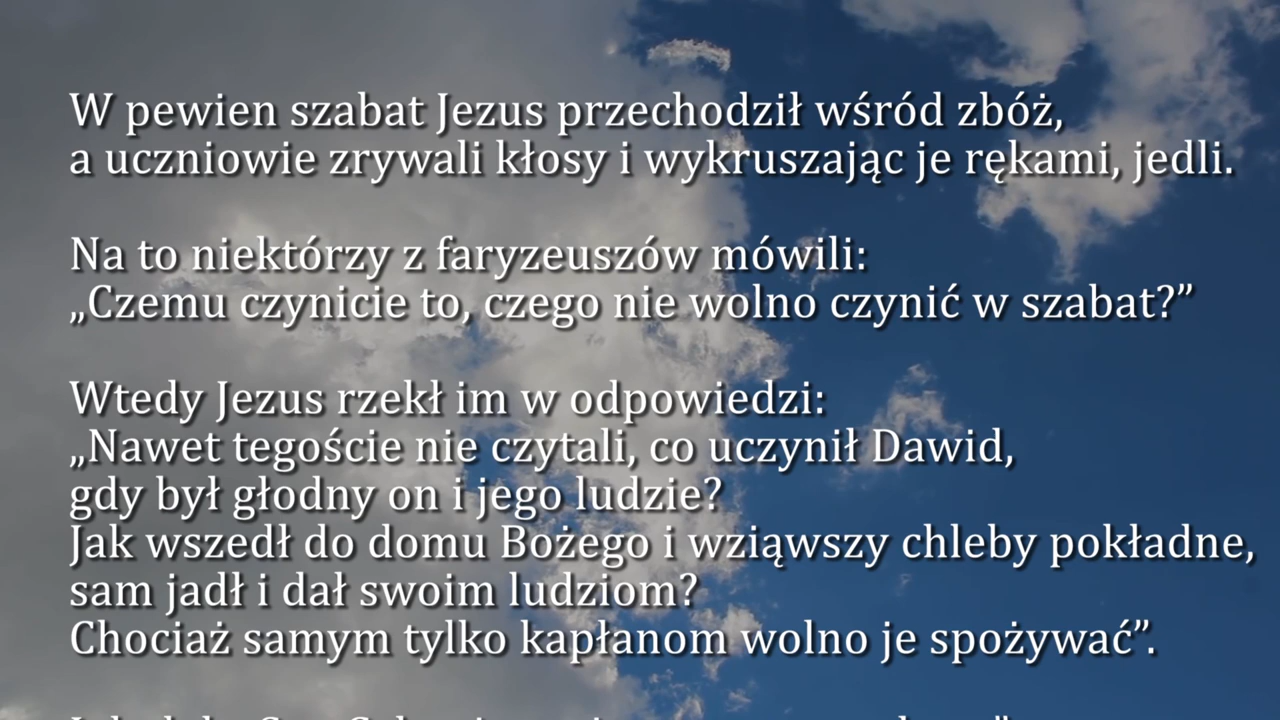 W pewien szabat Jezus przechodził wśród zbóż,
a uczniowie zrywali kłosy i wykruszając je rękami, jedli.
Na to niektórzy z faryzeuszów mówili:
„Czemu czynicie to, czego nie wolno czynić w szabat?”
Wtedy Jezus rzekł im w odpowiedzi:
„Nawet tegoście nie czytali, co uczynił Dawid,
gdy był głodny on i jego ludzie?
Jak wszedł do domu Bożego i wziąwszy chleby pokładne,
sam jadł i dał swoim ludziom?
Chociaż samym tylko kapłanom wolno je spożywać”.